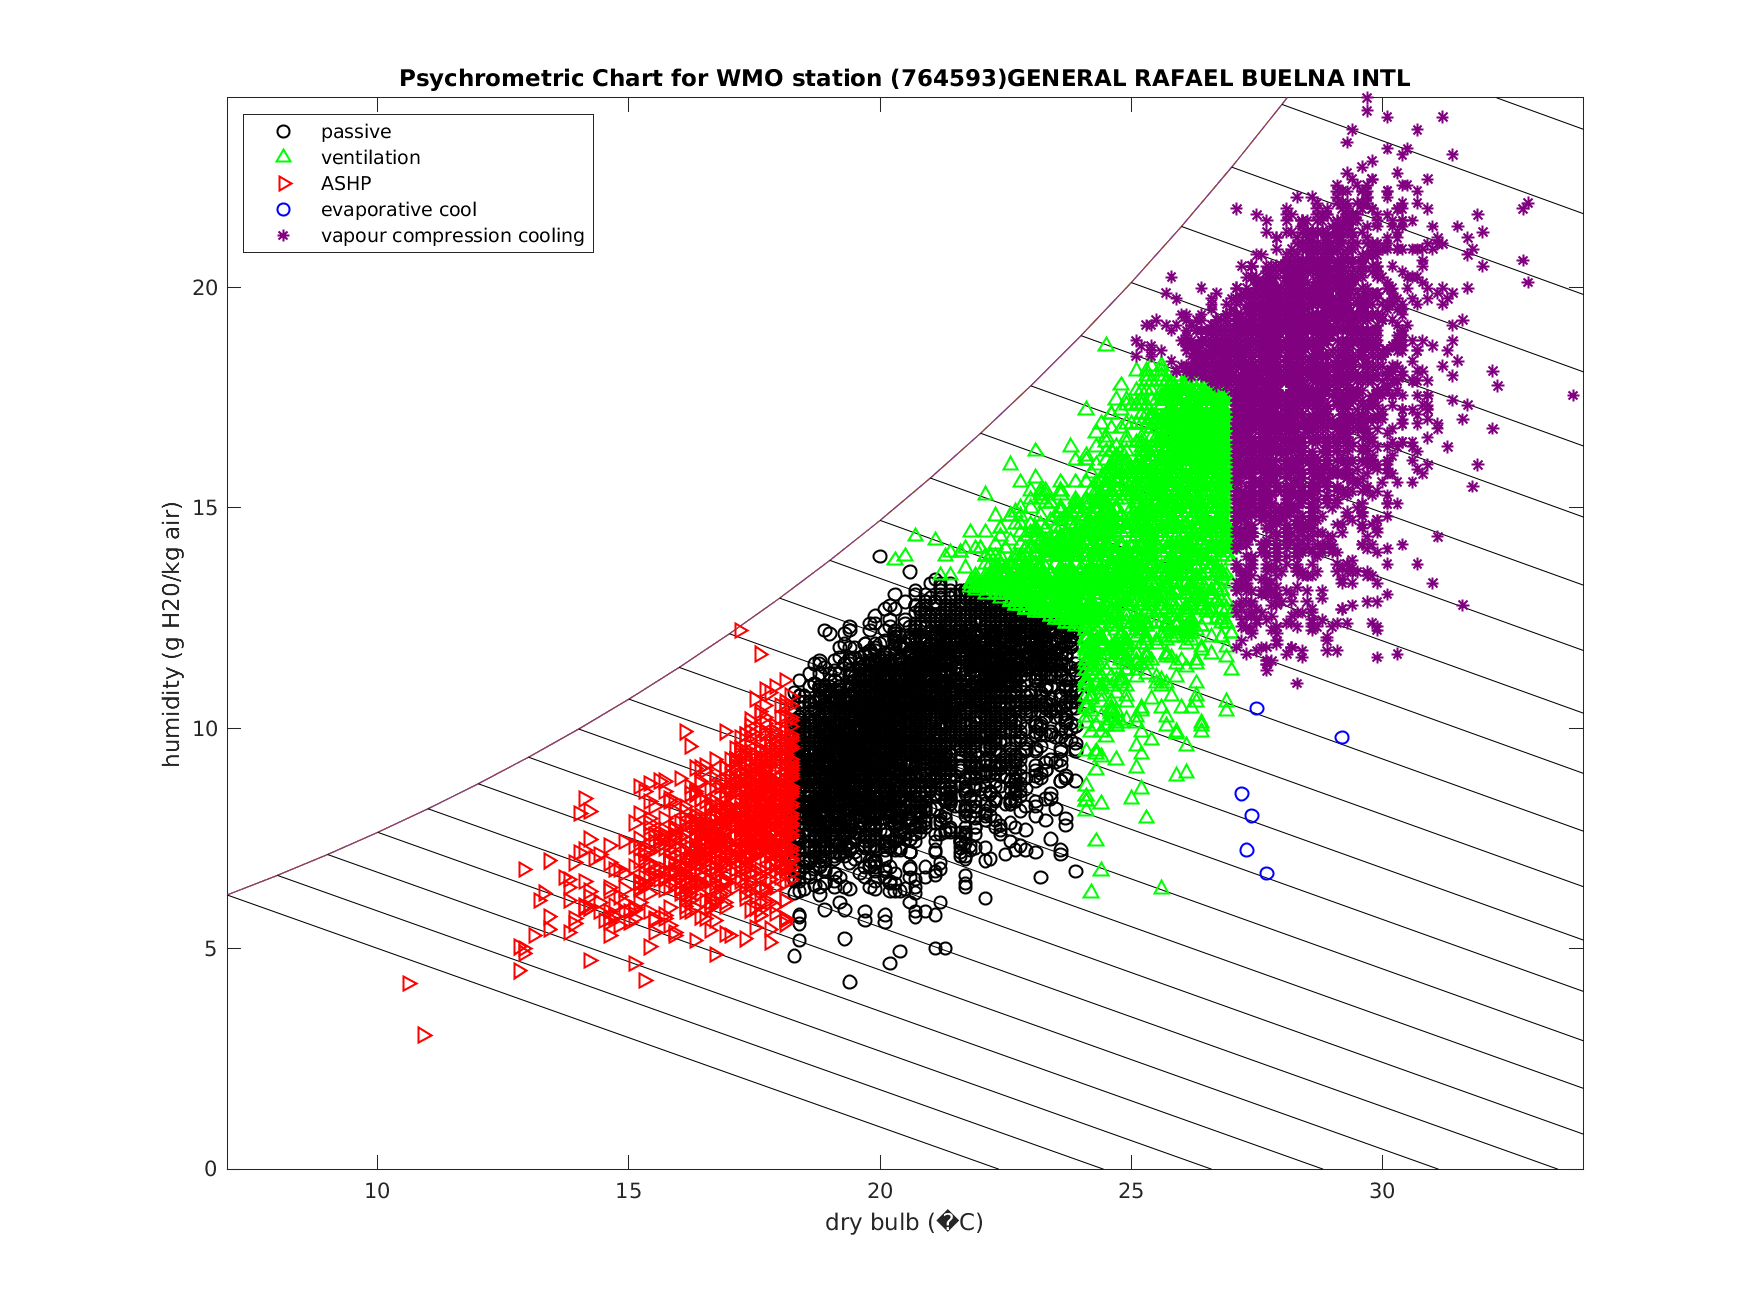 Psychrometric Chart for WMO station (764593)GENERAL RAFAEL BUELNA INTL
passive
ventilation
ASHP
evaporative cool
vapour compression cooling
20
15
10
5
0
humidity (g H20/kg air)
10 15 20 25 30
dry bulb (�C)